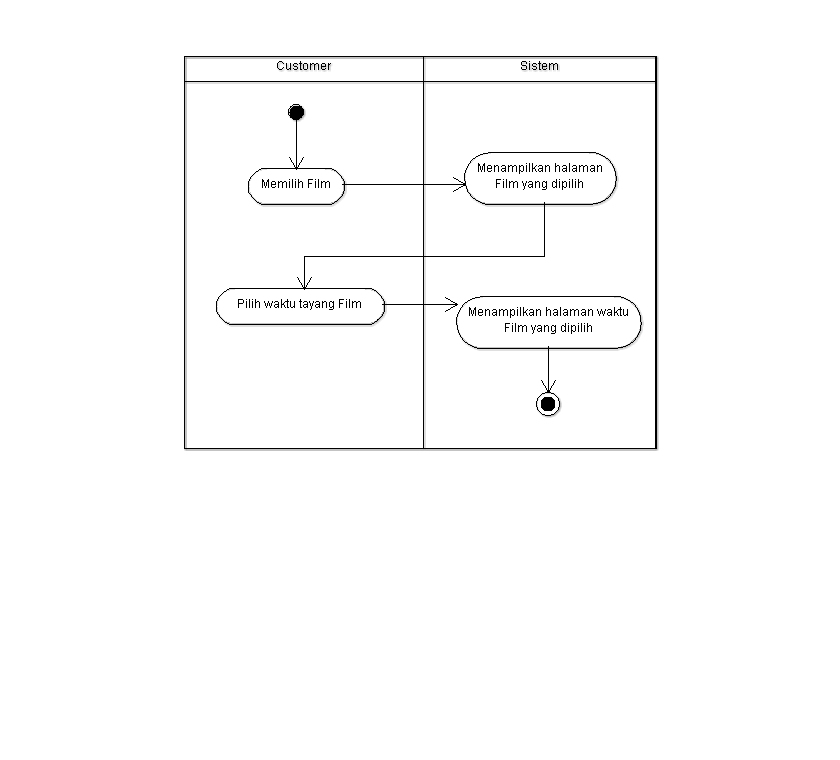 Customer
Sistem
Memilih Film
Menampilkan halaman
Film yang dipilih
Pilih waktu tayang Film
Menampilkan halaman waktu
Film yang dipilih